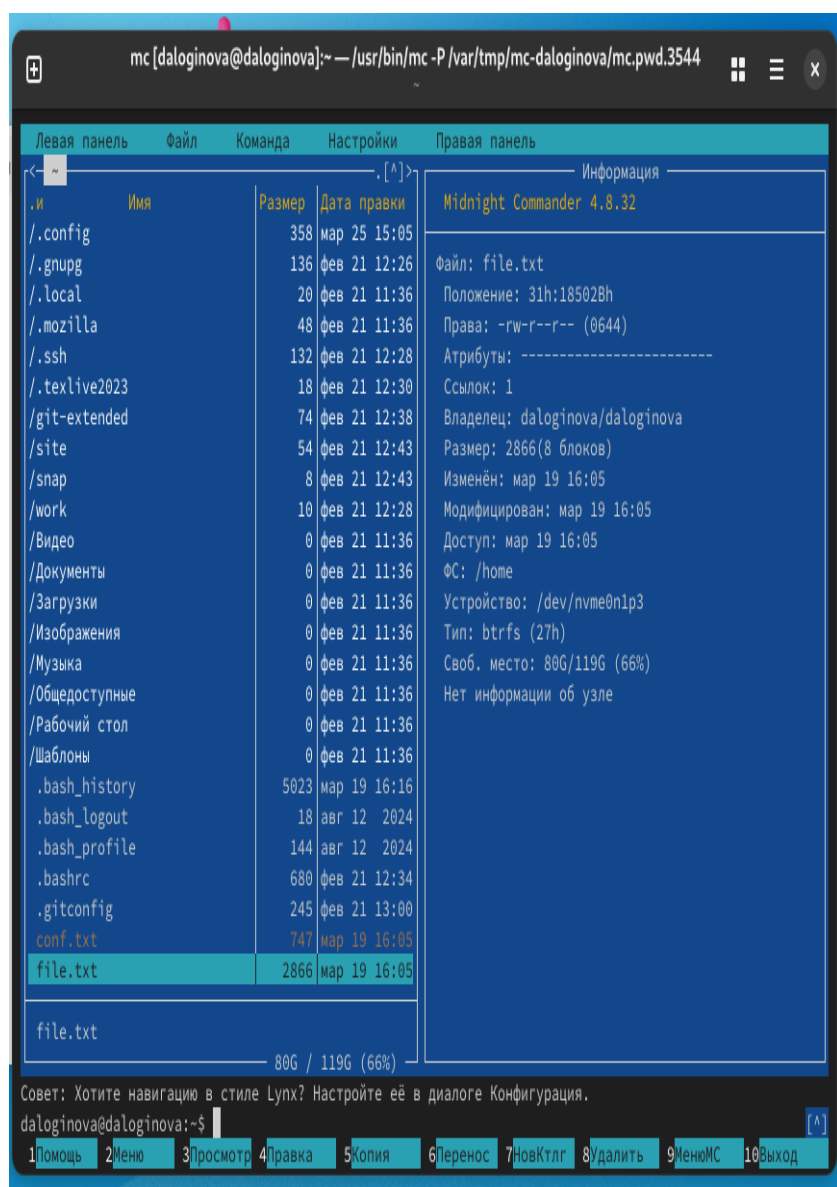 mc [daloginova@daloginova]:~ — /usr/bin/mc -P /var/tmp/mc-daloginova/mc.pwd.3544
~
Левая панель Файл Команда Настройки Правая панель
<─ ~ .[^]>
.и Имя Размер Дата правки
/.config 358 мар 25 15:05
/.gnupg 136 фев 21 12:26
/.local 20 фев 21 11:36
/.mozilla 48 фев 21 11:36
/.ssh 132 фев 21 12:28
/.texlive2023 18 фев 21 12:30
/git-extended 74 фев 21 12:38
/site 54 фев 21 12:43
/snap 8 фев 21 12:43
/work 10 фев 21 12:28
/Видео 0 фев 21 11:36
/Документы 0 фев 21 11:36
/Загрузки 0 фев 21 11:36
/Изображения 0 фев 21 11:36
/Музыка 0 фев 21 11:36
/Общедоступные 0 фев 21 11:36
/Рабочий стол 0 фев 21 11:36
/Шаблоны 0 фев 21 11:36
.bash_history 5023 мар 19 16:16
.bash_logout 18 авг 12 2024
.bash_profile 144 авг 12 2024
.bashrc 680 фев 21 12:34
.gitconfig 245 фев 21 13:00
conf.txt 747 мар 19 16:05
file.txt 2866 мар 19 16:05
file.txt
80G / 119G (66%)
Информация
Midnight Commander 4.8.32
Файл: file.txt
Положение: 31h:18502Bh
Права: -rw-r--r-- (0644)
Атрибуты: -------------------------
Ссылок: 1
Владелец: daloginova/daloginova
Размер: 2866(8 блоков)
Изменён: мар 19 16:05
Модифицирован: мар 19 16:05
Доступ: мар 19 16:05
ФС: /home
Устройство: /dev/nvme0n1p3
Тип: btrfs (27h)
Своб. место: 80G/119G (66%)
Нет информации об узле
Совет: Хотите навигацию в стиле Lynx? Настройте её в диалоге Конфигурация.
daloginova@daloginova:~$ [^]
1Помощь 2Меню 3Просмотр 4Правка 5Копия 6Перенос 7НовКтлг 8Удалить 9МенюMC 10Выход